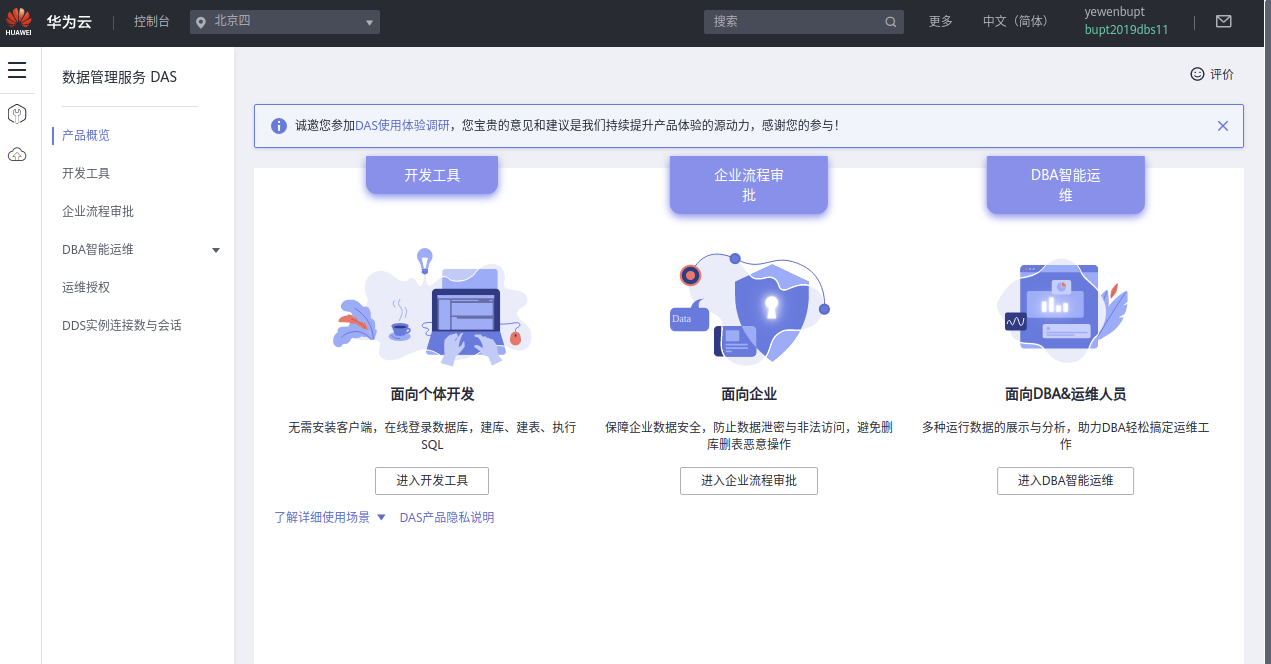 HUAWEI
华为云
控制台
北京四
搜索
更多
中文（简体）
yewenbupt
bupt2019dbs11
数据管理服务 DAS
产品概览
开发工具
企业流程审批
DBA智能运维
运维授权
DDS实例连接数与会话
评价
诚邀您参加DAS使用体验调研，您宝贵的意见和建议是我们持续提升产品体验的源动力，感谢您的参与！
开发工具
企业流程审
批
DBA智能运
维
Data
面向个体开发
面向企业
面向DBA&运维人员
无需安装客户端，在线登录数据库，建库、建表、执行
SQL
保障企业数据安全，防止数据泄密与非法访问，避免删
库删表恶意操作
多种运行数据的展示与分析，助力DBA轻松搞定运维工
作
进入开发工具
进入企业流程审批
进入DBA智能运维
了解详细使用场景
DAS产品隐私说明